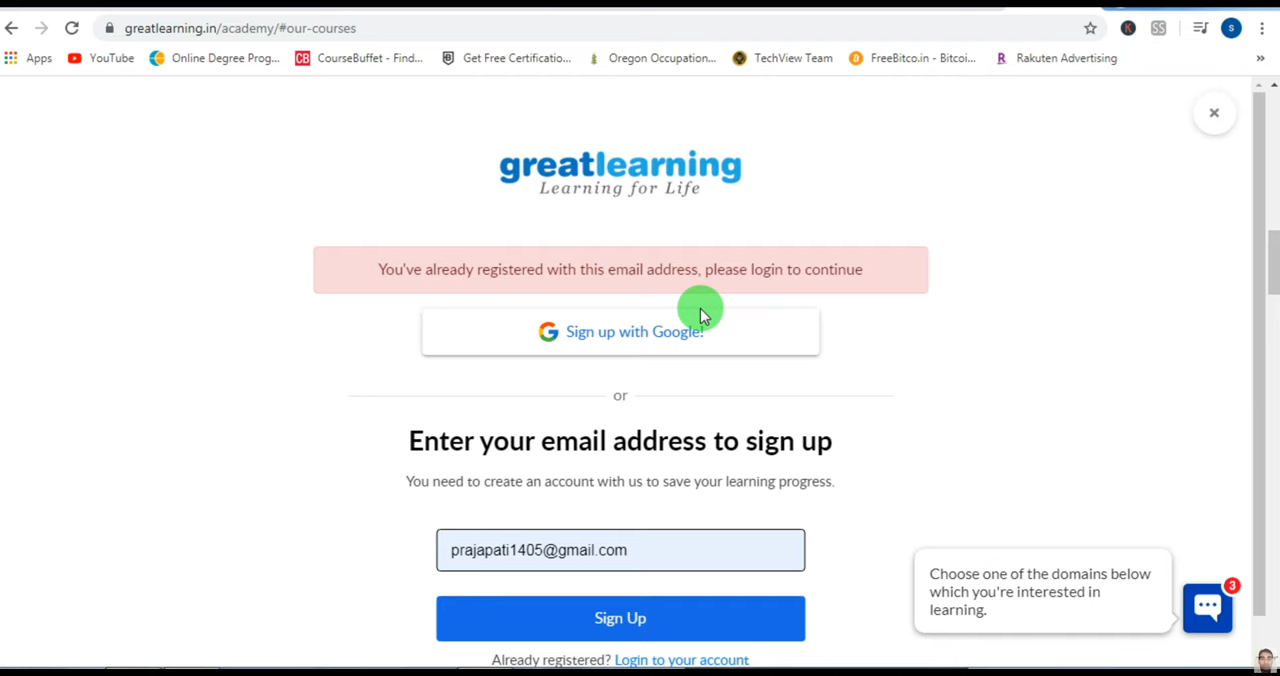 greatlearning.in/academy/#our-courses
K SS s
Apps YouTube Online Degree Prog... CB CourseBuffet - Find... Get Free Certificatio... Oregon Occupation... TechView Team FreeBitco.in - Bitcoi... R Rakuten Advertising »
greatlearning
Learning for Life
You've already registered with this email address, please login to continue
Sign up with Google!
or
Enter your email address to sign up
You need to create an account with us to save your learning progress.
prajapati1405@gmail.com
Sign Up
Already registered? Login to your account
Choose one of the domains below
which you're interested in
learning.
3